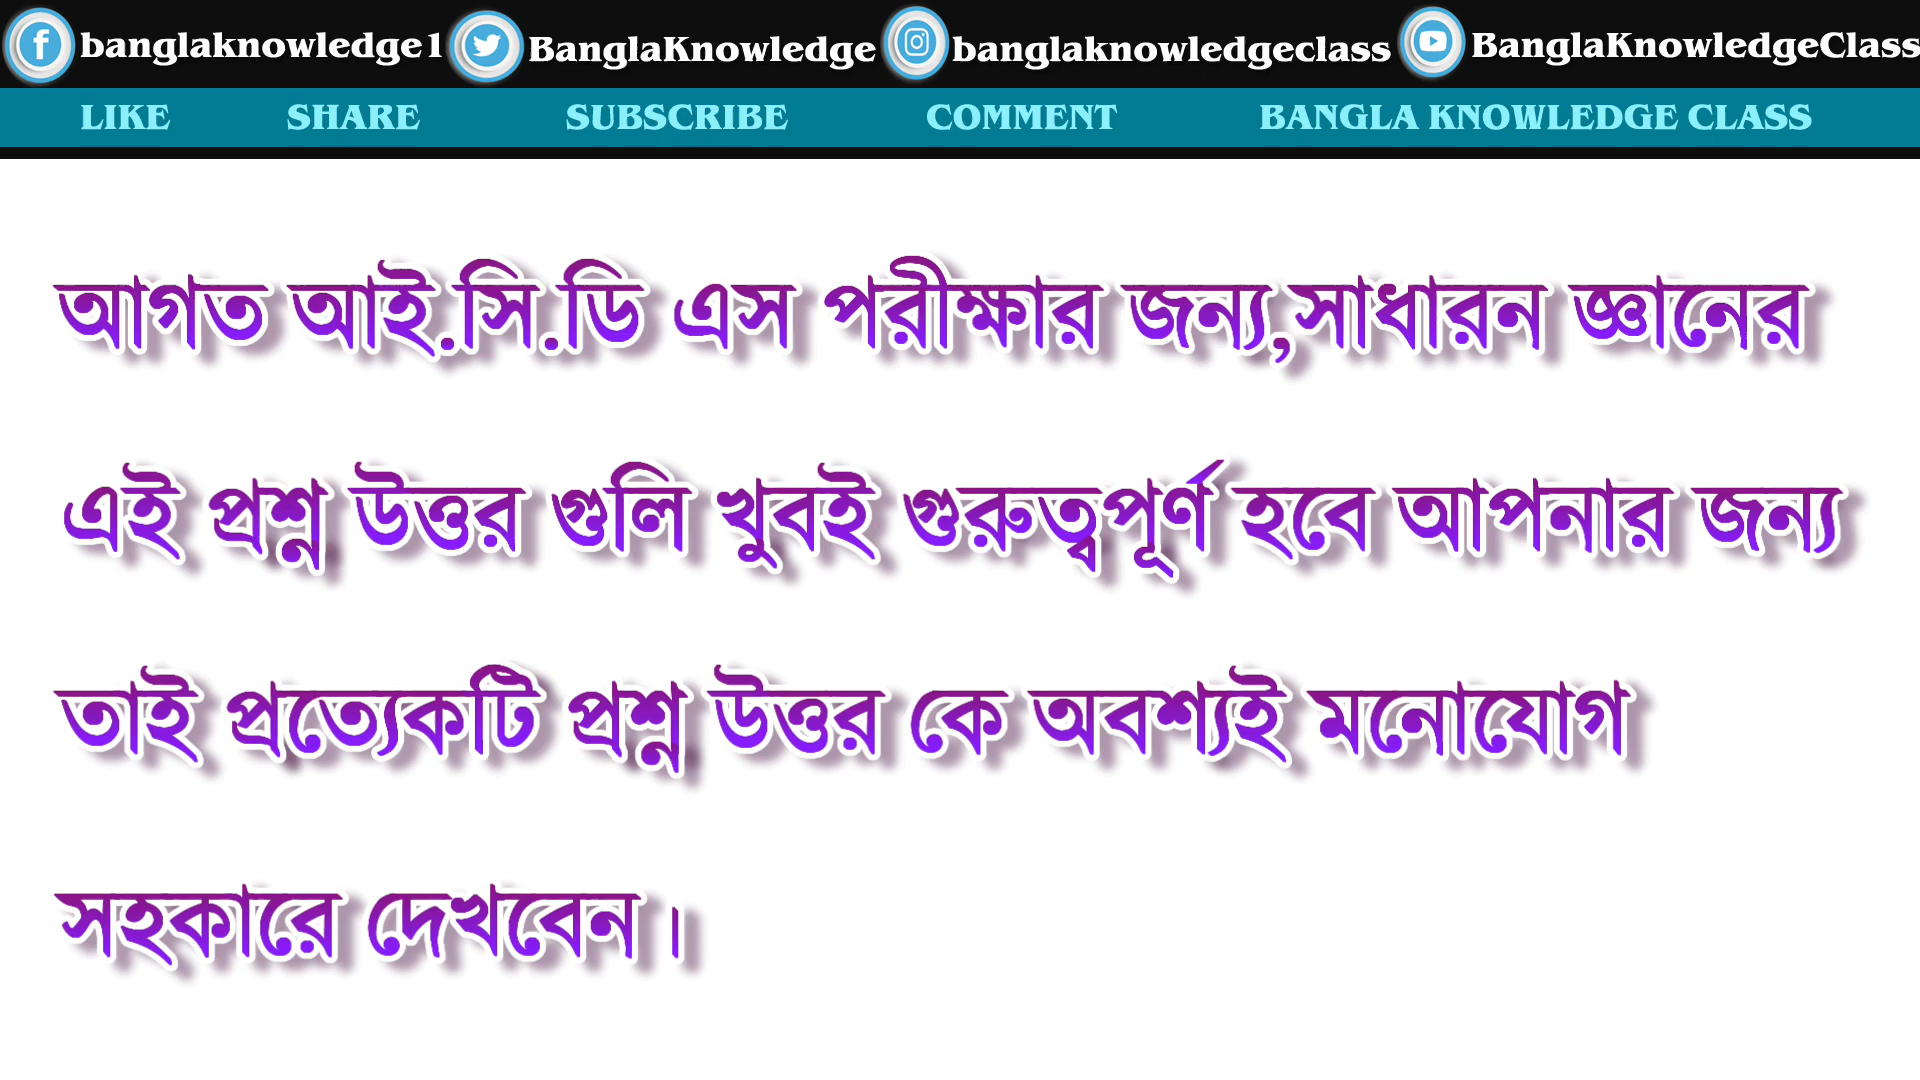 banglaknowledge1 BanglaKnowledge banglaknowledgeclass BanglaKnowledgeClass
LIKE SHARE SUBSCRIBE COMMENT BANGLA KNOWLEDGE CLASS
আগত আই.সি.ডি এস পরীক্ষার জন্য,সাধারন জ্ঞানের
এই প্রশ্ন উত্তর গুলি খুবই গুরুত্বপূর্ণ হবে আপনার জন্য
তাই প্রত্যেকটি প্রশ্ন উত্তর কে অবশ্যই মনোযোগ
সহকারে দেখবেন।